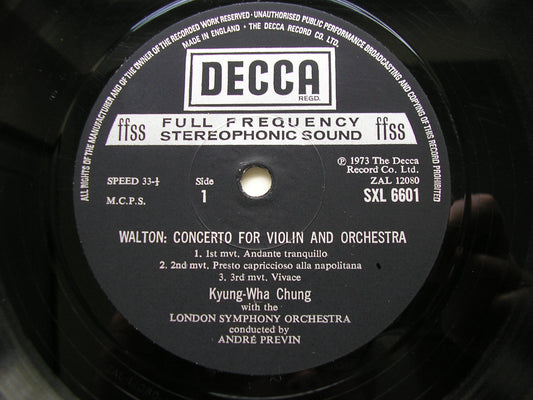 ALL RIGHTS OF THE MANUFACTURER AND OF THE OWNER OF THE RECORDED WORK RESERVED · UNAUTHORISED PUBLIC PERFORMANCE BROADCASTING AND COPYING OF THIS RECORD PROHIBITED
MADE IN ENGLAND · THE DECCA RECORD CO. LTD.
DECCA
REGD.
ffss FULL FREQUENCY STEREOPHONIC SOUND ffss
SPEED 33-⅓
Side
M.C.P.S.
1
℗ 1973 The Decca
Record Co. Ltd.
ZAL 12080
SXL 6601
WALTON: CONCERTO FOR VIOLIN AND ORCHESTRA
1. 1st mvt. Andante tranquillo
2. 2nd mvt. Presto capriccioso alla napolitana
3. 3rd mvt. Vivace
Kyung-Wha Chung
with the
LONDON SYMPHONY ORCHESTRA
conducted by
ANDRÉ PREVIN